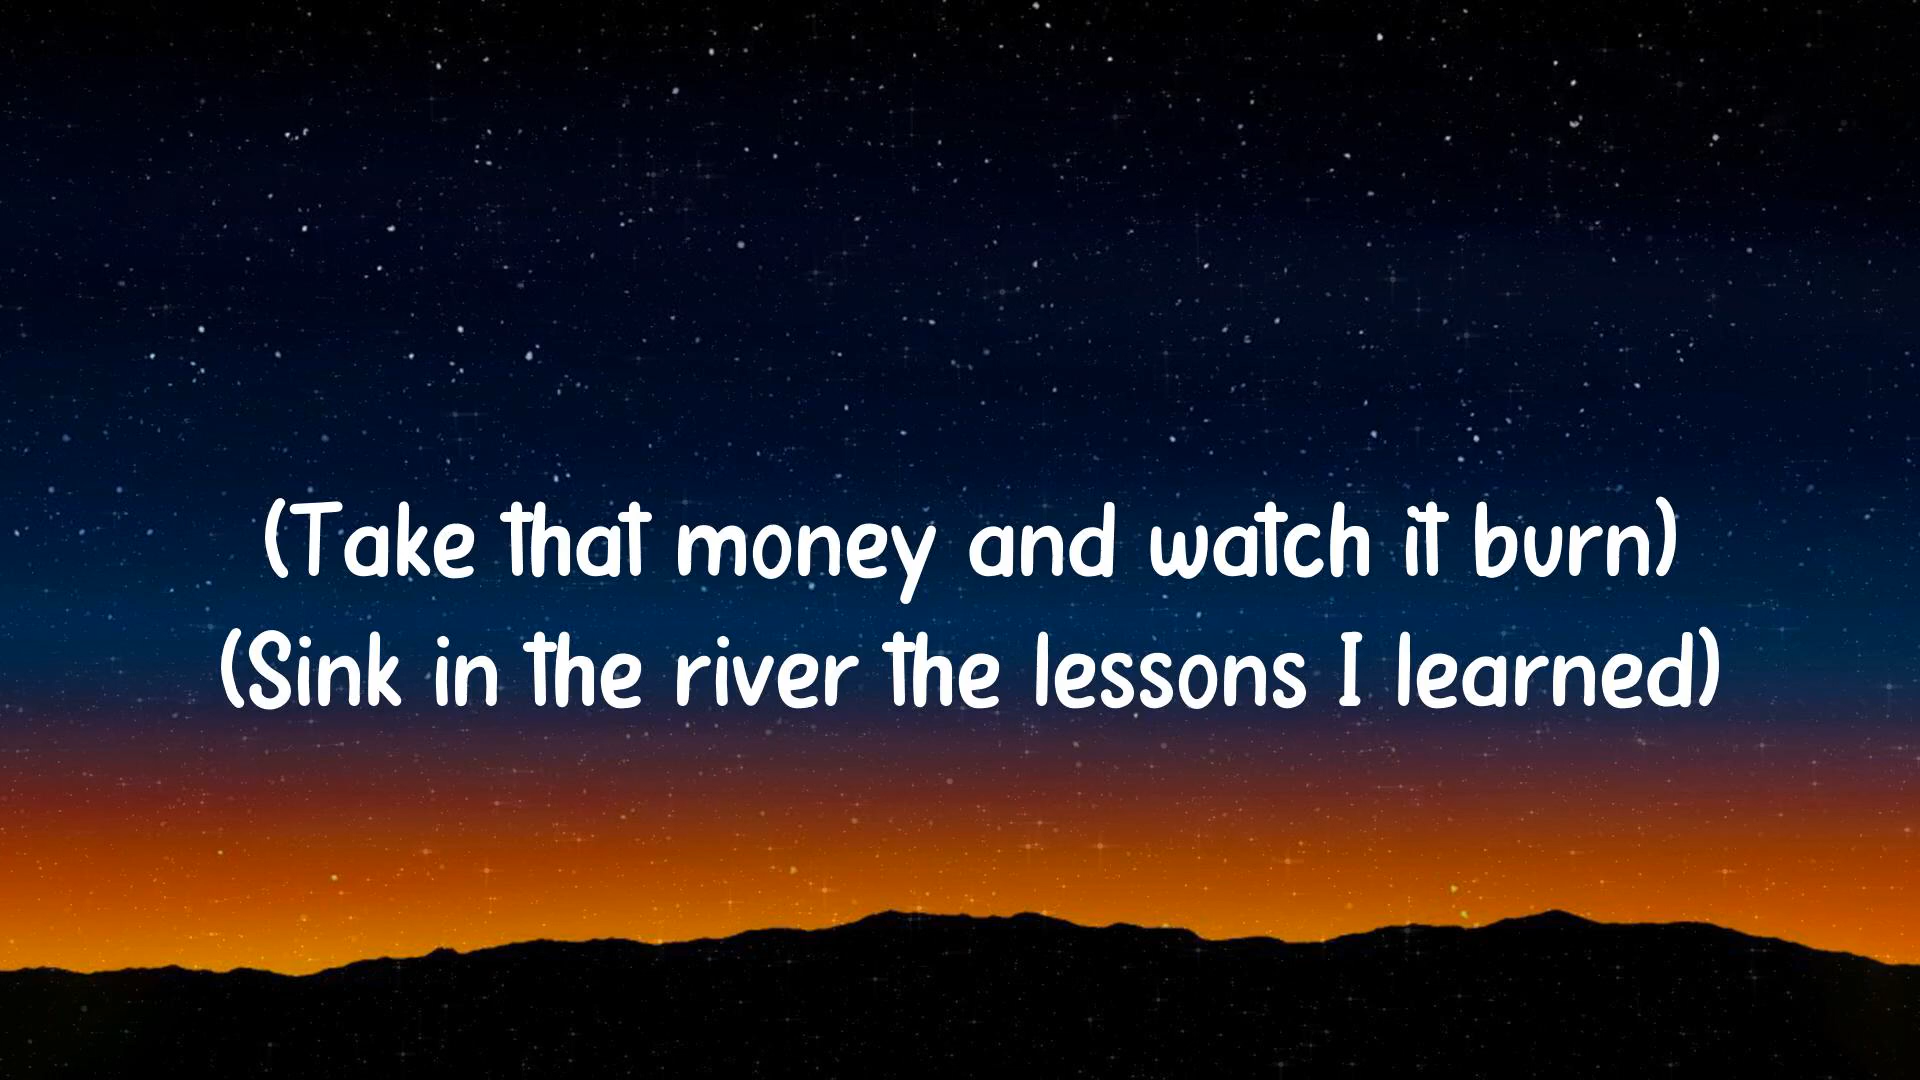 (Take that money and watch it burn)
(Sink in the river the lessons I learned)